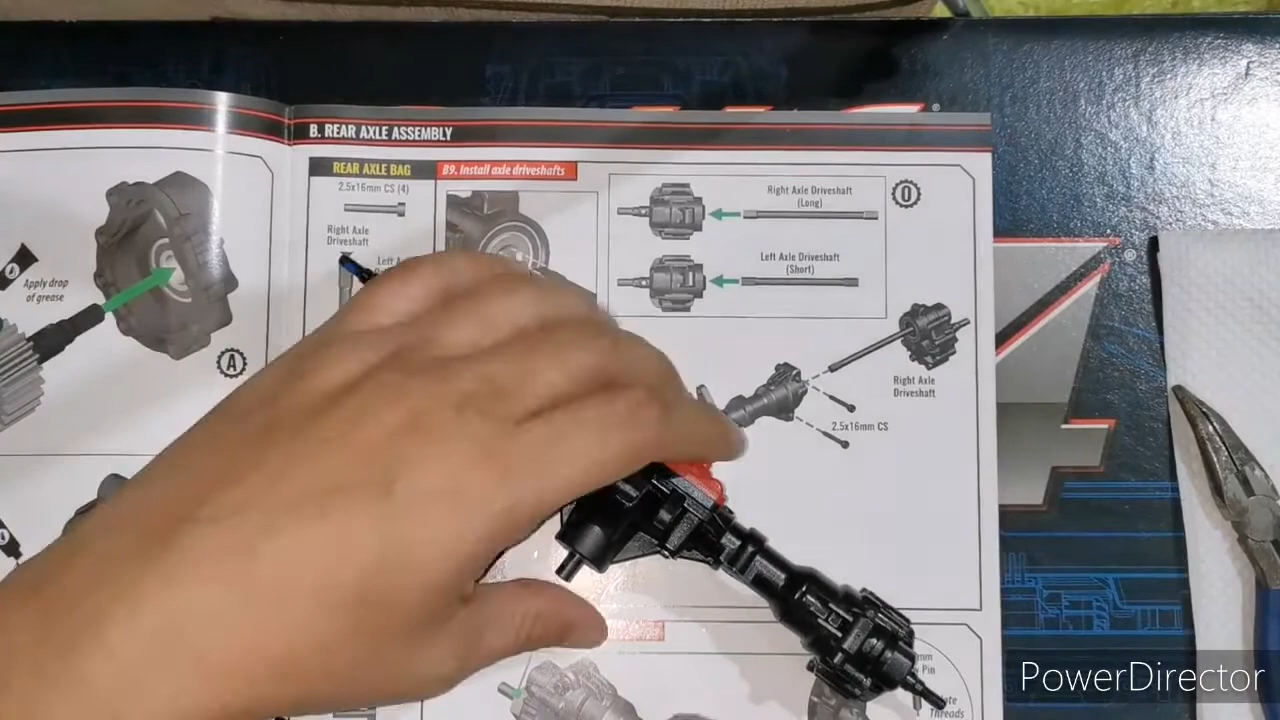 B. REAR AXLE ASSEMBLY
REAR AXLE BAG
B9. Install axle driveshafts
2.5x16mm CS (4)
Right Axle
Driveshaft
Right Axle Driveshaft
(Long)
Left Axle Driveshaft
(Short)
O
Apply drop
of grease
A
Right Axle
Driveshaft
2.5x16mm CS
Pin
Threads
PowerDirector